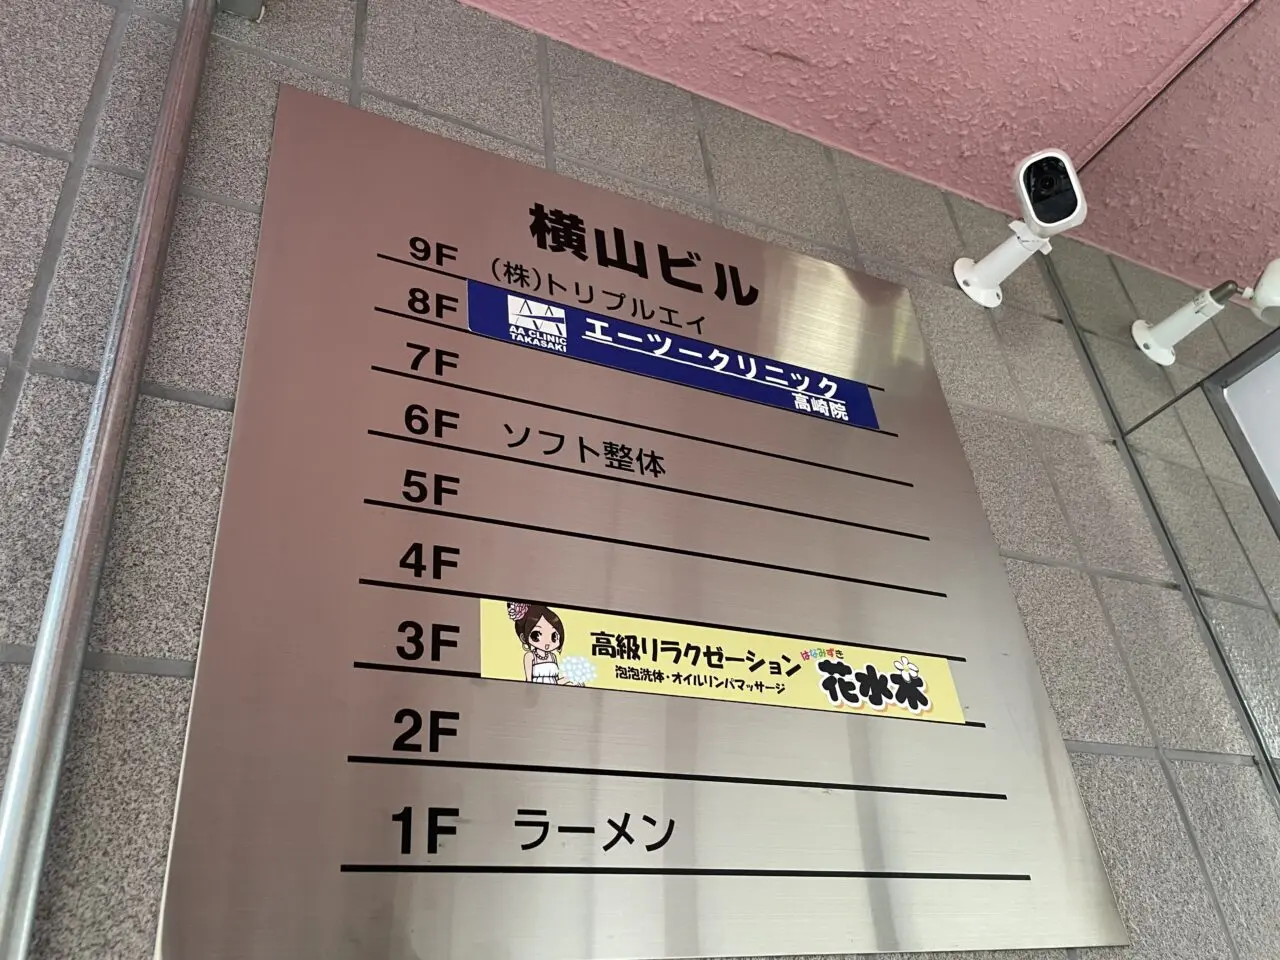 横山ビル
9F (株)トリプルエイ
8F AA CLINIC TAKASAKI エーツークリニック 高崎院
7F
6F ソフト整体
5F
4F
3F 高級リラクゼーション はなみずき 花水木
泡泡洗体・オイルリンパマッサージ
2F
1F ラーメン